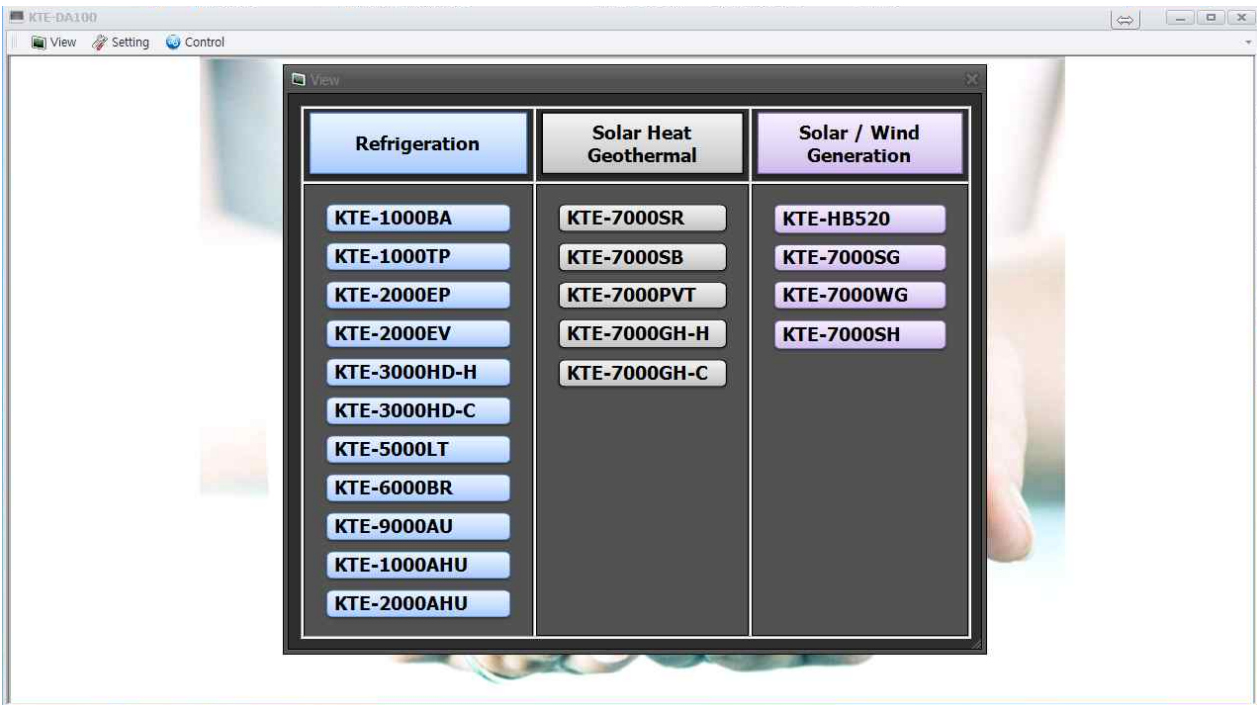 KTE-DA100
View Setting Control
View
Refrigeration
Solar Heat
Geothermal
Solar / Wind
Generation
KTE-1000BA
KTE-1000TP
KTE-2000EP
KTE-2000EV
KTE-3000HD-H
KTE-3000HD-C
KTE-5000LT
KTE-6000BR
KTE-9000AU
KTE-1000AHU
KTE-2000AHU
KTE-7000SR
KTE-7000SB
KTE-7000PVT
KTE-7000GH-H
KTE-7000GH-C
KTE-HB520
KTE-7000SG
KTE-7000WG
KTE-7000SH